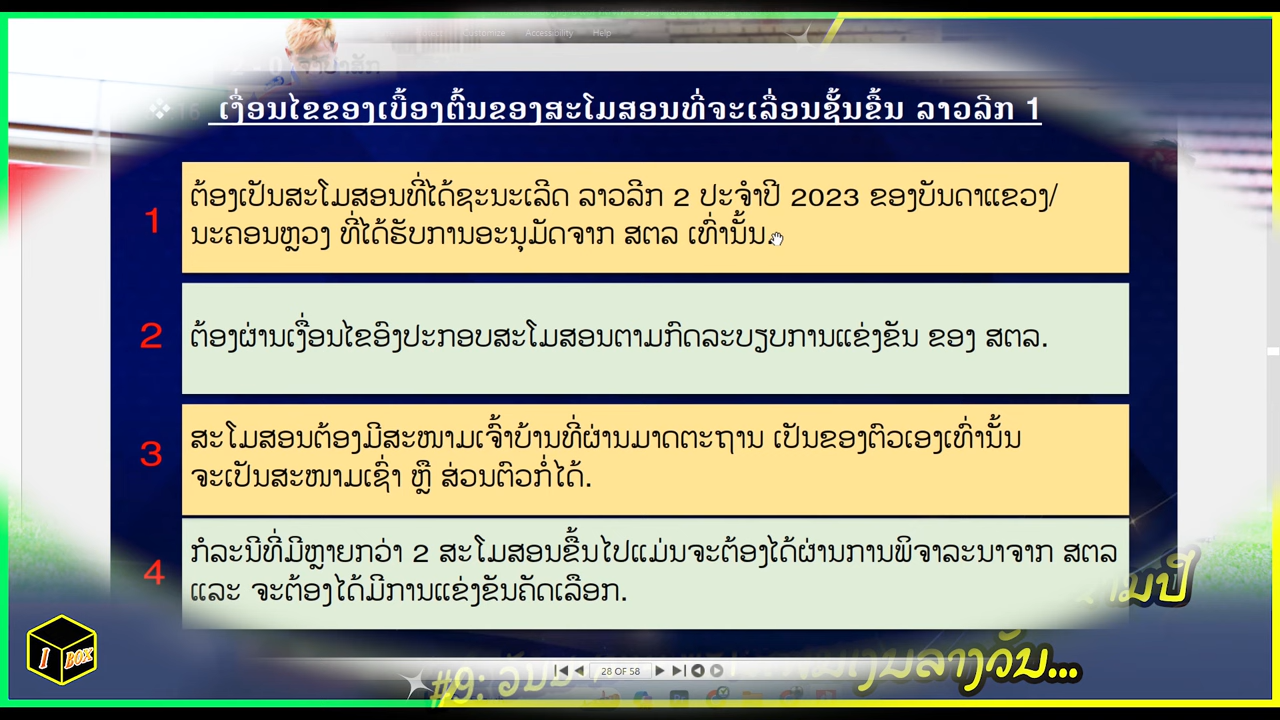 Customize Accessibility Help
ຈຳປາສັກ
❖ ເງື່ອນໄຂຂອງເບື້ອງຕົ້ນຂອງສະໂມສອນທີ່ຈະເລື່ອນຊັ້ນຂຶ້ນ ລາວລີກ 1
1
ຕ້ອງເປັນສະໂມສອນທີ່ໄດ້ຊະນະເລີດ ລາວລີກ 2 ປະຈຳປີ 2023 ຂອງບັນດາແຂວງ/
ນະຄອນຫຼວງ ທີ່ໄດ້ຮັບການອະນຸມັດຈາກ ສຕລ ເທົ່ານັ້ນ.
2
ຕ້ອງຜ່ານເງື່ອນໄຂອົງປະກອບສະໂມສອນຕາມກົດລະບຽບການແຂ່ງຂັນ ຂອງ ສຕລ.
3
ສະໂມສອນຕ້ອງມີສະໜາມເຈົ້າບ້ານທີ່ຜ່ານມາດຕະຖານ ເປັນຂອງຕົວເອງເທົ່ານັ້ນ
ຈະເປັນສະໜາມເຊົ່າ ຫຼື ສ່ວນຕົວກໍ່ໄດ້.
4
ກໍລະນີທີ່ມີຫຼາຍກວ່າ 2 ສະໂມສອນຂຶ້ນໄປແມ່ນຈະຕ້ອງໄດ້ຜ່ານການພິຈາລະນາຈາກ ສຕລ
ແລະ ຈະຕ້ອງໄດ້ມີການແຂ່ງຂັນຄັດເລືອກ.
I BOX
28 OF 58
#9: